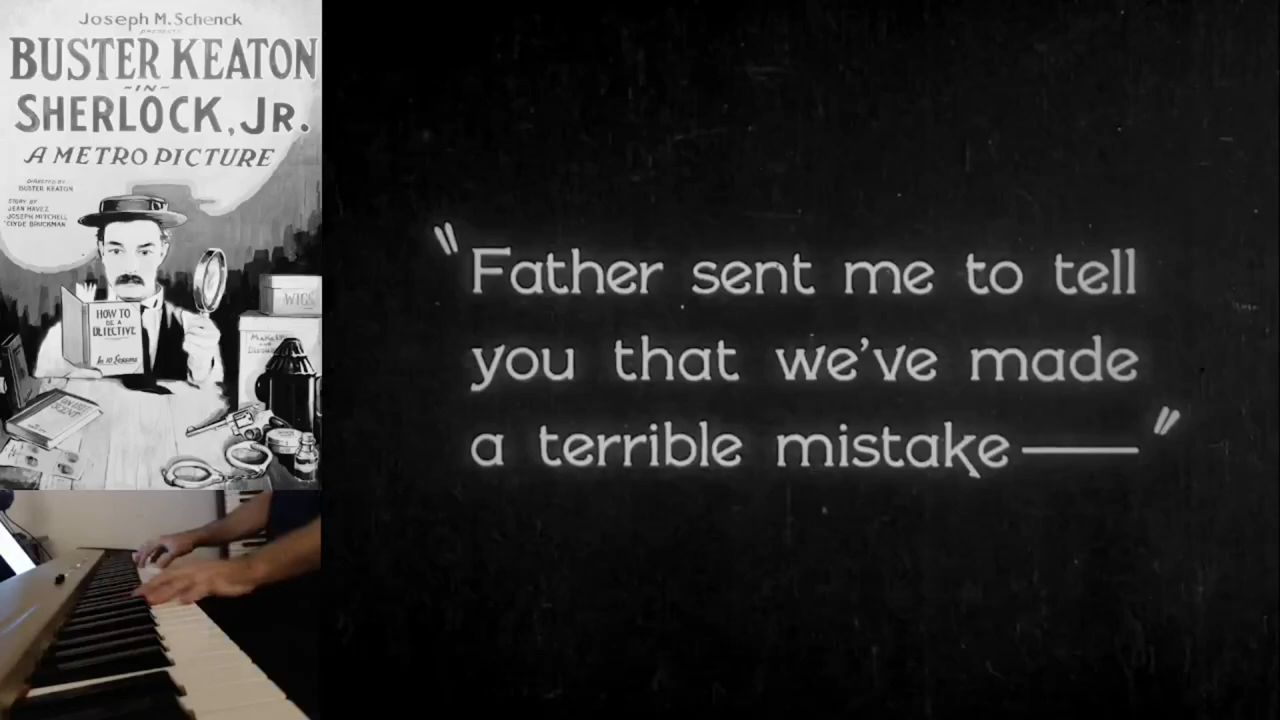 Joseph M. Schenck
PRESENTS
BUSTER KEATON
-IN-
SHERLOCK, JR.
A METRO PICTURE
DIRECTED BY
BUSTER KEATON
STORY BY
JEAN HAVEZ
JOSEPH MITCHELL
CLYDE BRUCKMAN
HOW TO
BE A
DETECTIVE
In 10 Lessons
WIGS
"Father sent me to tell
you that we've made
a terrible mistake——"